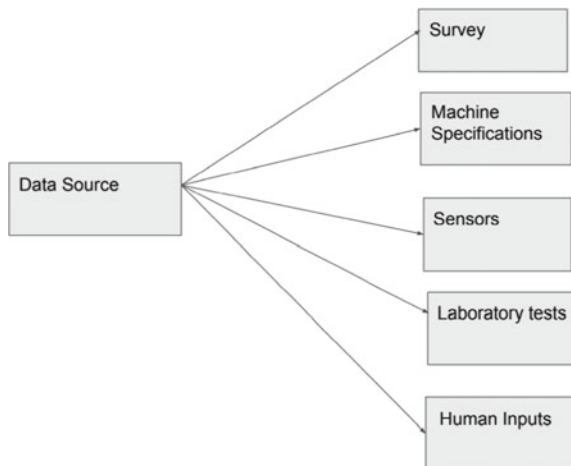 Survey
Machine
Specifications
Data Source
Sensors
Laboratory tests
Human Inputs